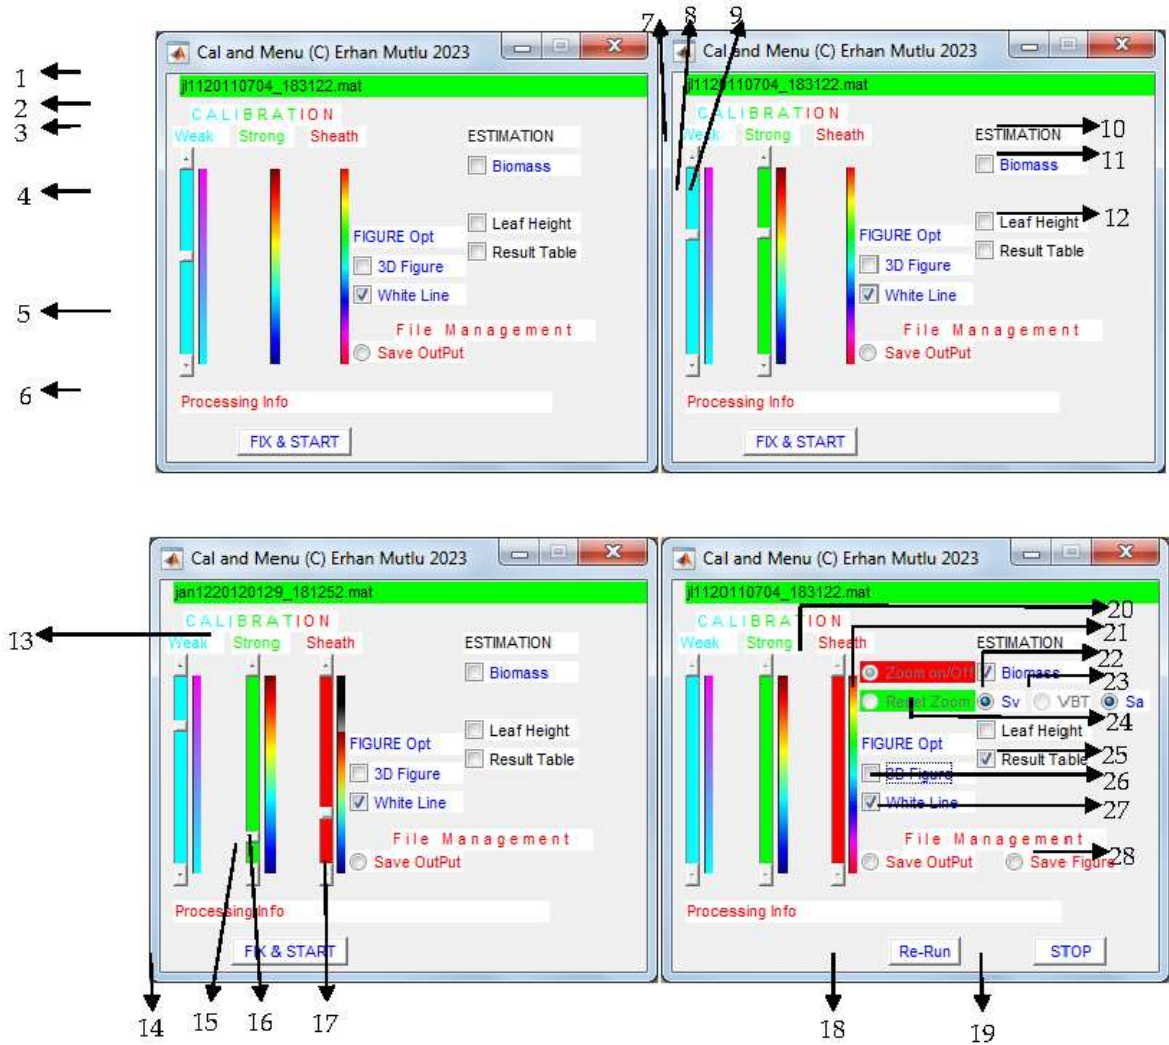 7 8 9
Cal and Menu (C) Erhan Mutlu 2023
1
jl1120110704_183122.mat
2
CALIBRATION
3
Weak Strong Sheath ESTIMATION
Biomass
4
Leaf Height
FIGURE Opt
Result Table
3D Figure
White Line
5
File Management
Save OutPut
6
Processing Info
FIX & START
Cal and Menu (C) Erhan Mutlu 2023
jl1120110704_183122.mat
CALIBRATION
10
Weak Strong Sheath ESTIMATION
Biomass 11
Leaf Height 12
FIGURE Opt
Result Table
3D Figure
White Line
File Management
Save OutPut
Processing Info
FIX & START
Cal and Menu (C) Erhan Mutlu 2023
jan1220120129_181252.mat
CALIBRATION
13
Weak Strong Sheath ESTIMATION
Biomass
Leaf Height
FIGURE Opt
Result Table
3D Figure
White Line
File Management
Save OutPut
Processing Info
FIX & START
14 15 16 17
Cal and Menu (C) Erhan Mutlu 2023
jl1120110704_183122.mat
20
CALIBRATION
21
Weak Strong Sheath ESTIMATION
22
Zoom on/Off Biomass
23
Reset Zoom Sv VBT Sa
24
Leaf Height
FIGURE Opt
25
Result Table
3D Figure 26
White Line 27
File Management
Save OutPut Save Figure 28
Processing Info
Re-Run STOP
18 19